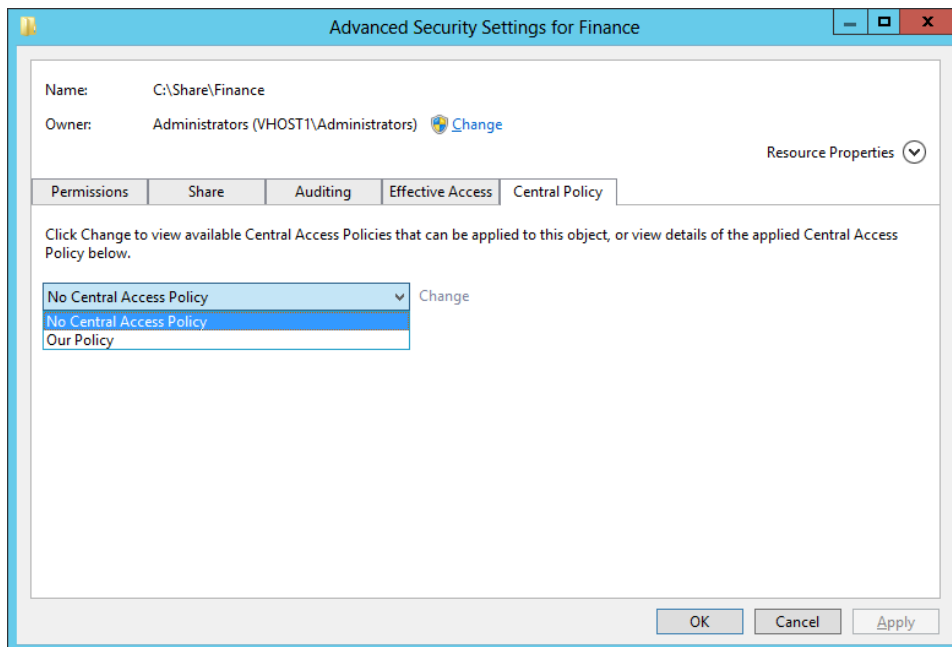 Advanced Security Settings for Finance
Name: C:\Share\Finance
Owner: Administrators (VHOST1\Administrators) Change
Resource Properties
Permissions Share Auditing Effective Access Central Policy
Click Change to view available Central Access Policies that can be applied to this object, or view details of the applied Central Access
Policy below.
No Central Access Policy Change
No Central Access Policy
Our Policy
OK Cancel Apply